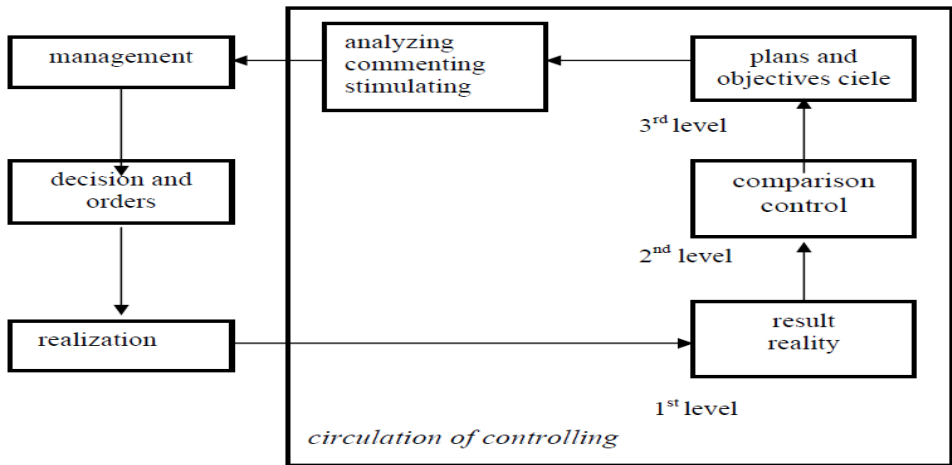 management
analyzing
commenting
stimulating
plans and
objectives ciele
3rd level
decision and
orders
comparison
control
2nd level
realization
result
reality
1st level
circulation of controlling